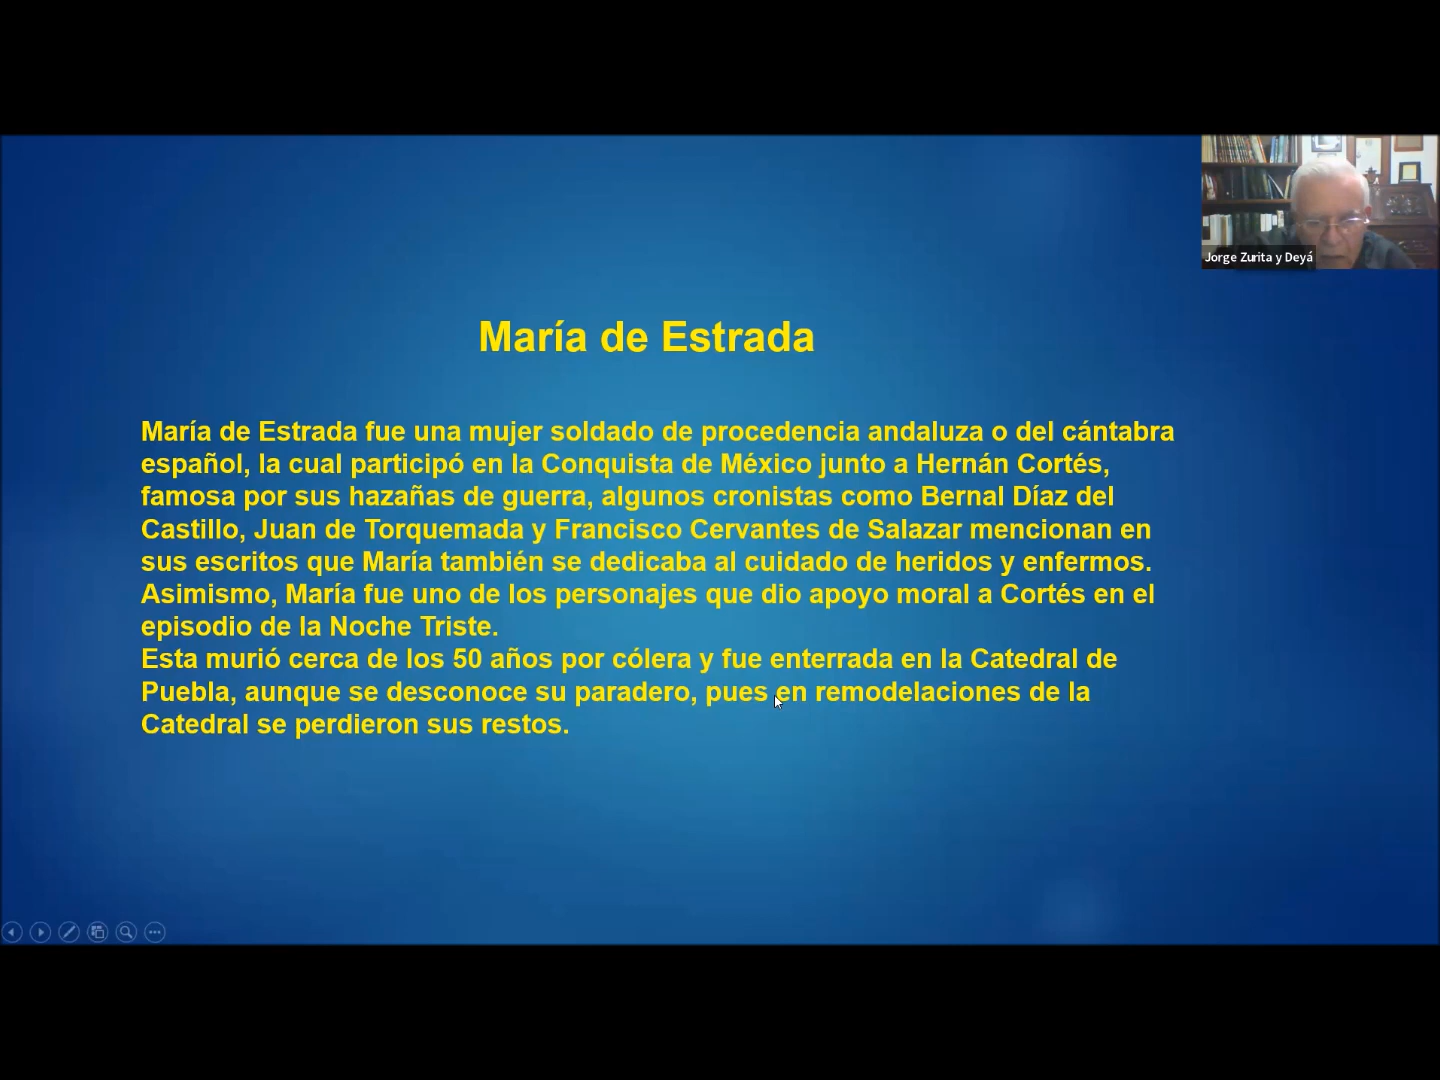 Jorge Zurita y Deyá
María de Estrada
María de Estrada fue una mujer soldado de procedencia andaluza o del cántabra
español, la cual participó en la Conquista de México junto a Hernán Cortés,
famosa por sus hazañas de guerra, algunos cronistas como Bernal Díaz del
Castillo, Juan de Torquemada y Francisco Cervantes de Salazar mencionan en
sus escritos que María también se dedicaba al cuidado de heridos y enfermos.
Asimismo, María fue uno de los personajes que dio apoyo moral a Cortés en el
episodio de la Noche Triste.
Esta murió cerca de los 50 años por cólera y fue enterrada en la Catedral de
Puebla, aunque se desconoce su paradero, pues en remodelaciones de la
Catedral se perdieron sus restos.